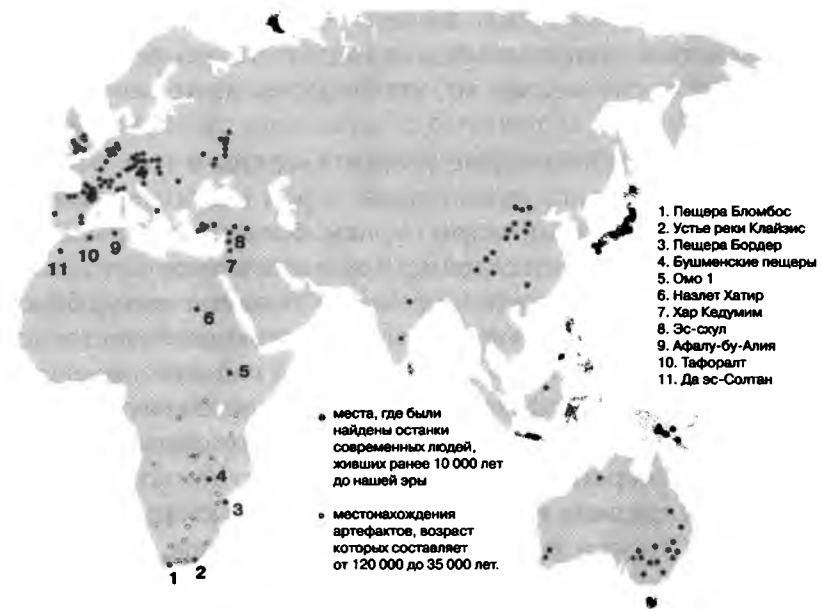 1. Пещера Бломбос
2. Устье реки Клайзис
3. Пещера Бордер
4. Бушменские пещеры
5. Омо 1
6. Назлет Хатир
7. Хар Кедумим
8. Эс-схул
9. Афалу-бу-Алия
10. Тафоралт
11. Да эс-Солтан
11
10
9
8
7
6
5
места, где были
найдены останки
современных людей,
живших ранее 10 000 лет
до нашей эры
местонахождения
артефактов, возраст
которых составляет
от 120 000 до 35 000 лет.
4
3
1
2